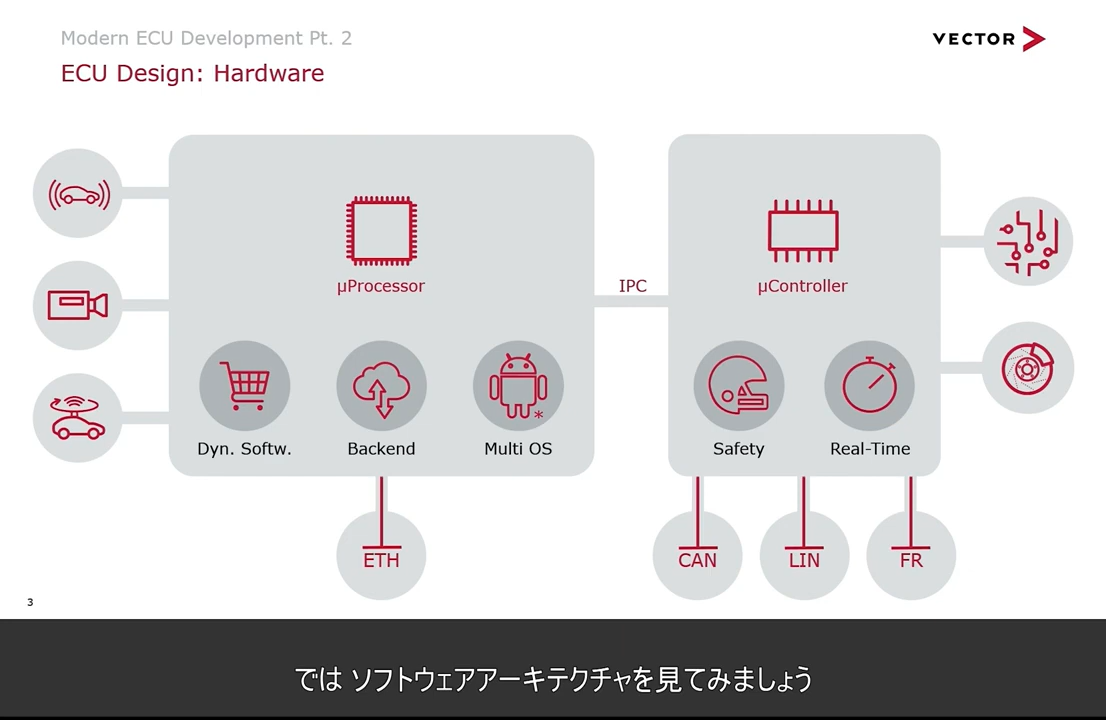 Modern ECU Development Pt. 2
VECTOR
ECU Design: Hardware
µProcessor
IPC
µController
*
Dyn. Softw.
Backend
Multi OS
Safety
Real-Time
ETH
CAN
LIN
FR
3
では ソフトウェアアーキテクチャを見てみましょう